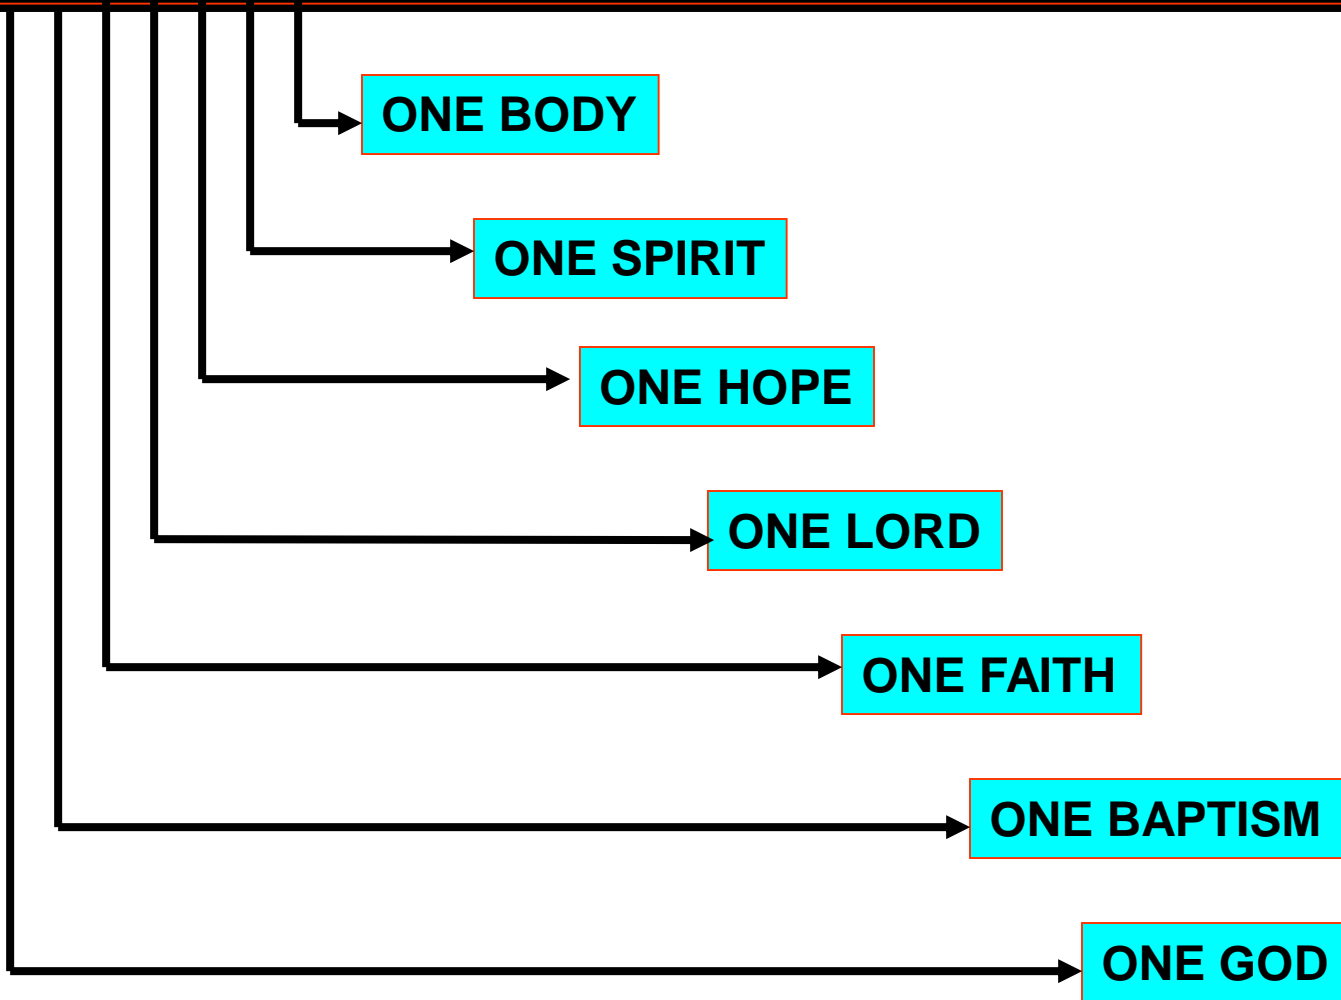 ONE BODY
ONE SPIRIT
ONE HOPE
ONE LORD
ONE FAITH
ONE BAPTISM
ONE GOD